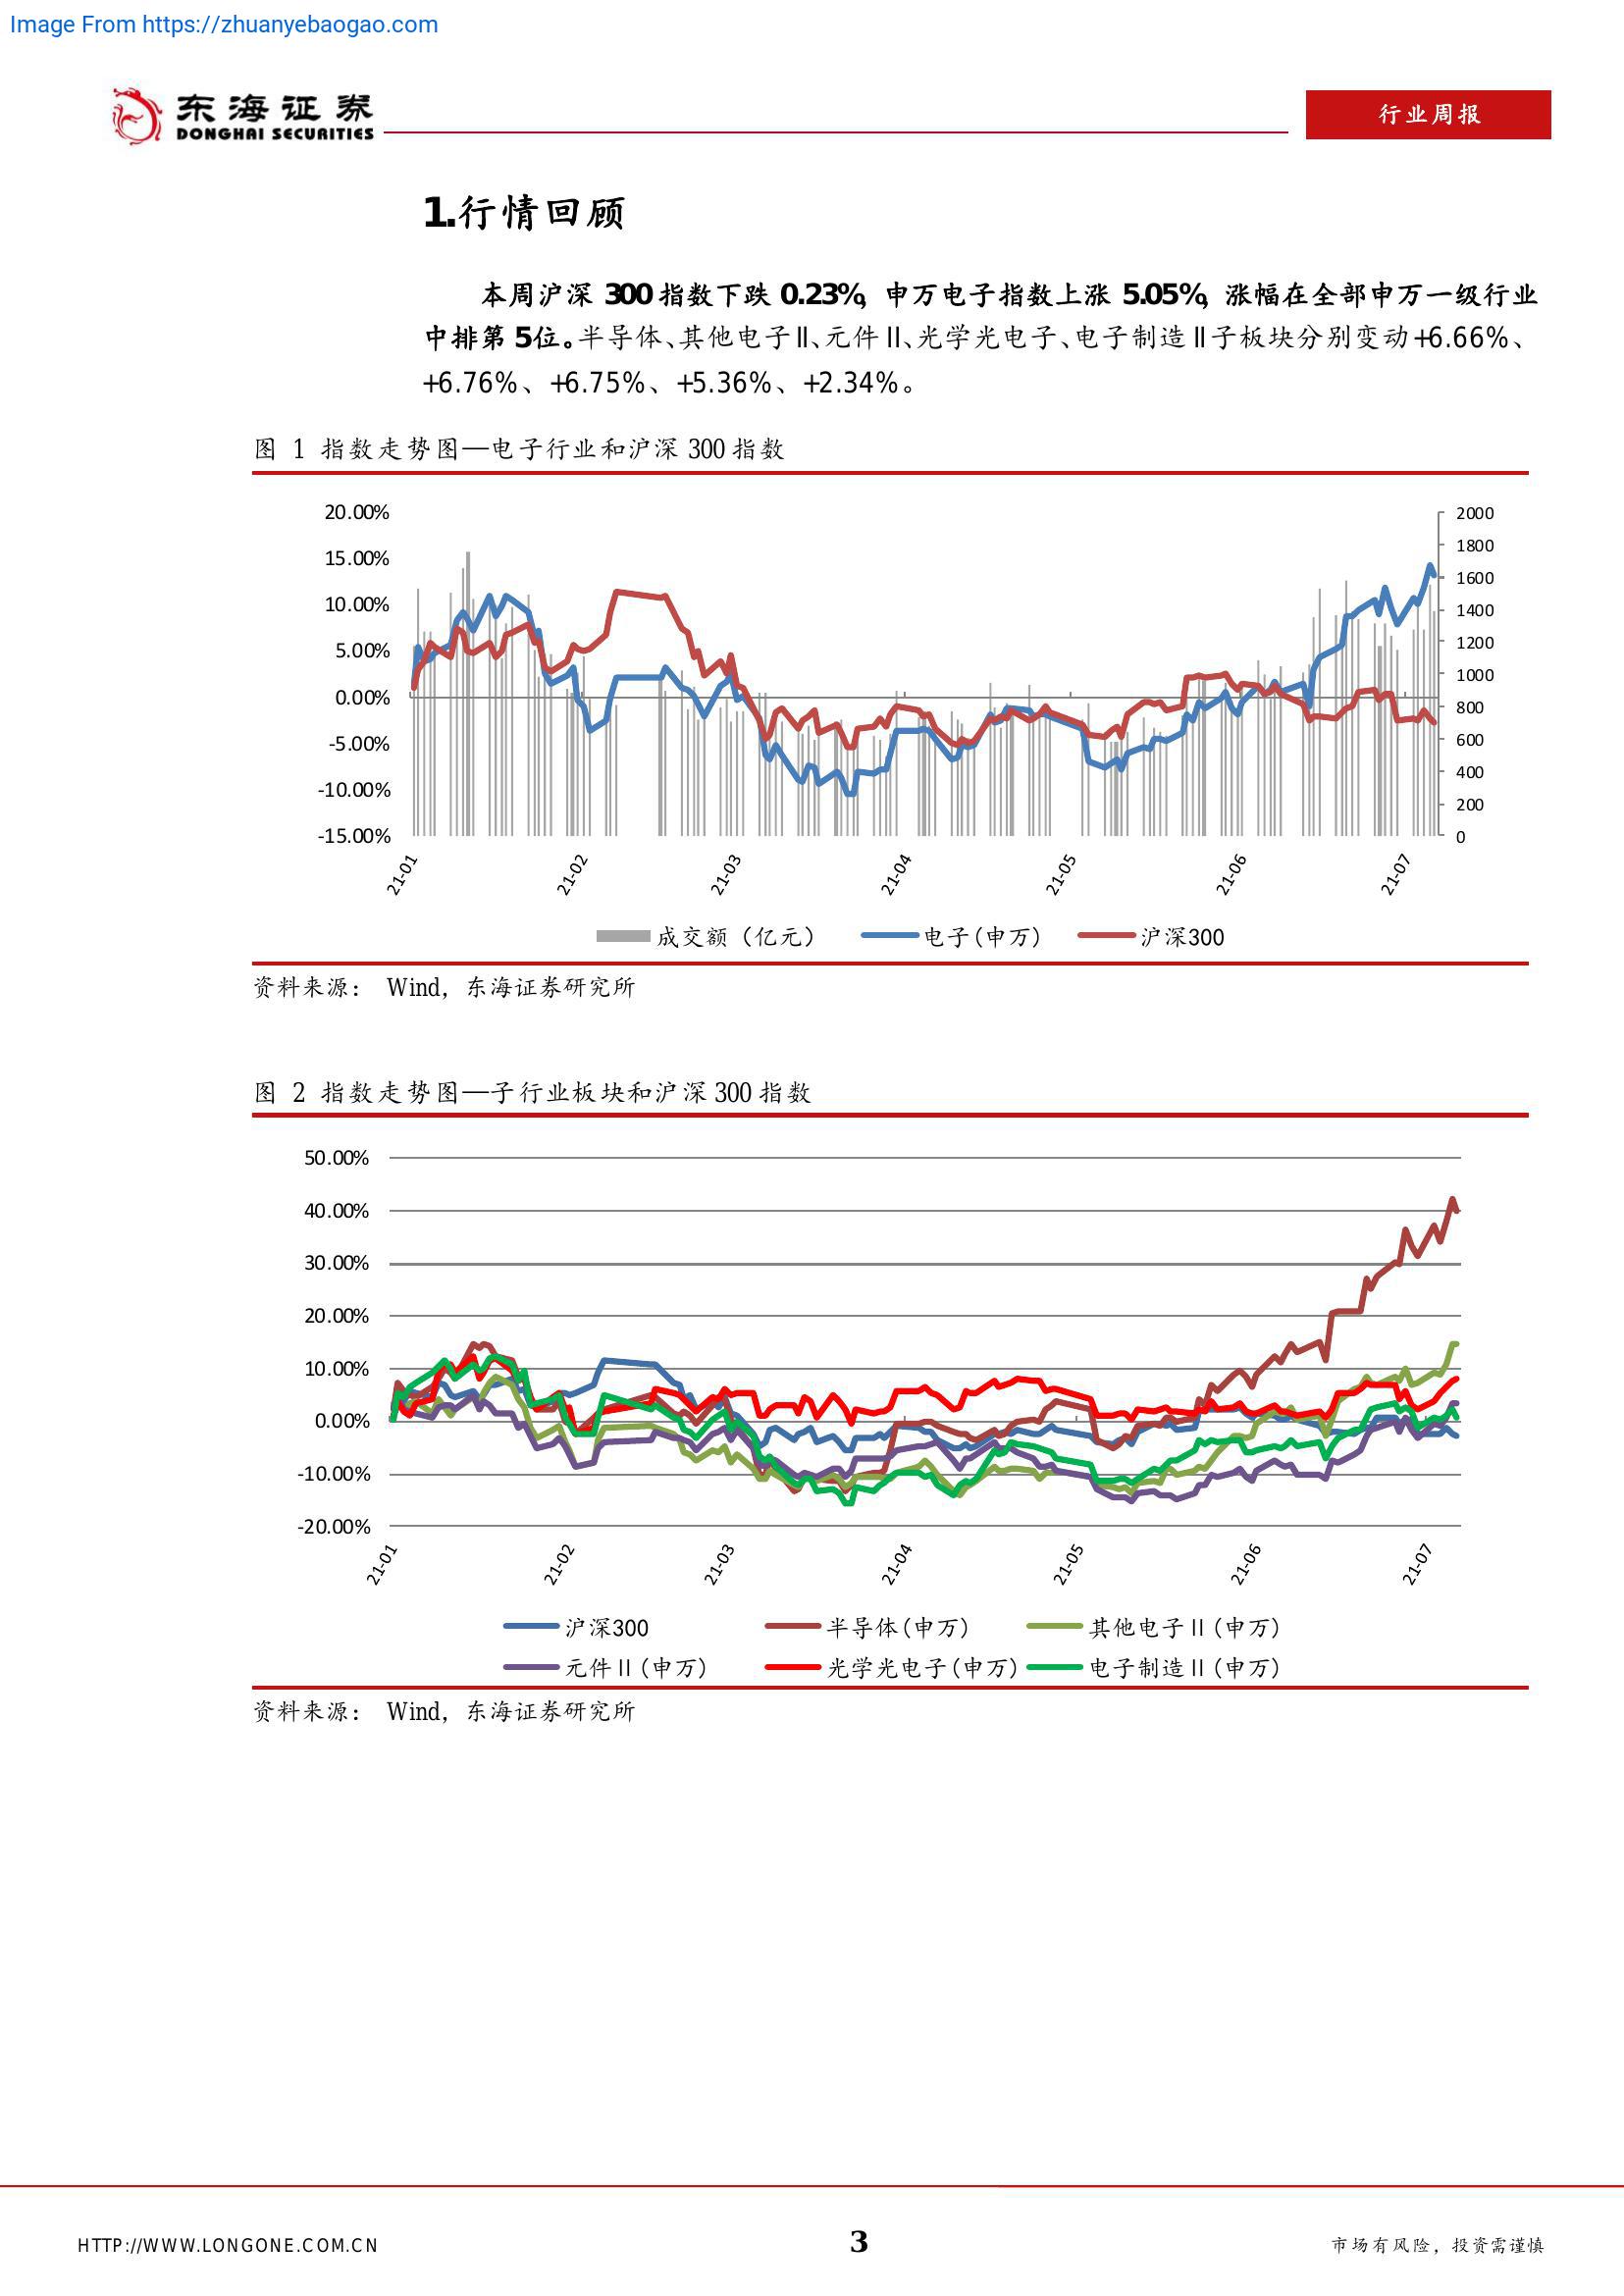 Image From https://zhuanyebaogao.com
东海证券
DONGHAI SECURITIES
行业周报
1.行情回顾
本周沪深 300 指数下跌 0.23%，申万电子指数上涨 5.05%，涨幅在全部申万一级行业
中排第 5位。半导体、其他电子Ⅱ、元件Ⅱ、光学光电子、电子制造Ⅱ子板块分别变动+6.66%、
+6.76%、+6.75%、+5.36%、+2.34%。
图 1 指数走势图—电子行业和沪深 300 指数
20.00%
15.00%
10.00%
5.00%
0.00%
-5.00%
-10.00%
-15.00%
2000
1800
1600
1400
1200
1000
800
600
400
200
0
21-01
21-02
21-03
21-04
21-05
21-06
21-07
成交额（亿元） 电子(申万) 沪深300
资料来源： Wind，东海证券研究所
图 2 指数走势图—子行业板块和沪深 300 指数
50.00%
40.00%
30.00%
20.00%
10.00%
0.00%
-10.00%
-20.00%
21-01
21-02
21-03
21-04
21-05
21-06
21-07
沪深300 半导体(申万) 其他电子Ⅱ(申万)
元件Ⅱ(申万) 光学光电子(申万) 电子制造Ⅱ(申万)
资料来源： Wind，东海证券研究所
HTTP://WWW.LONGONE.COM.CN
3
市场有风险，投资需谨慎